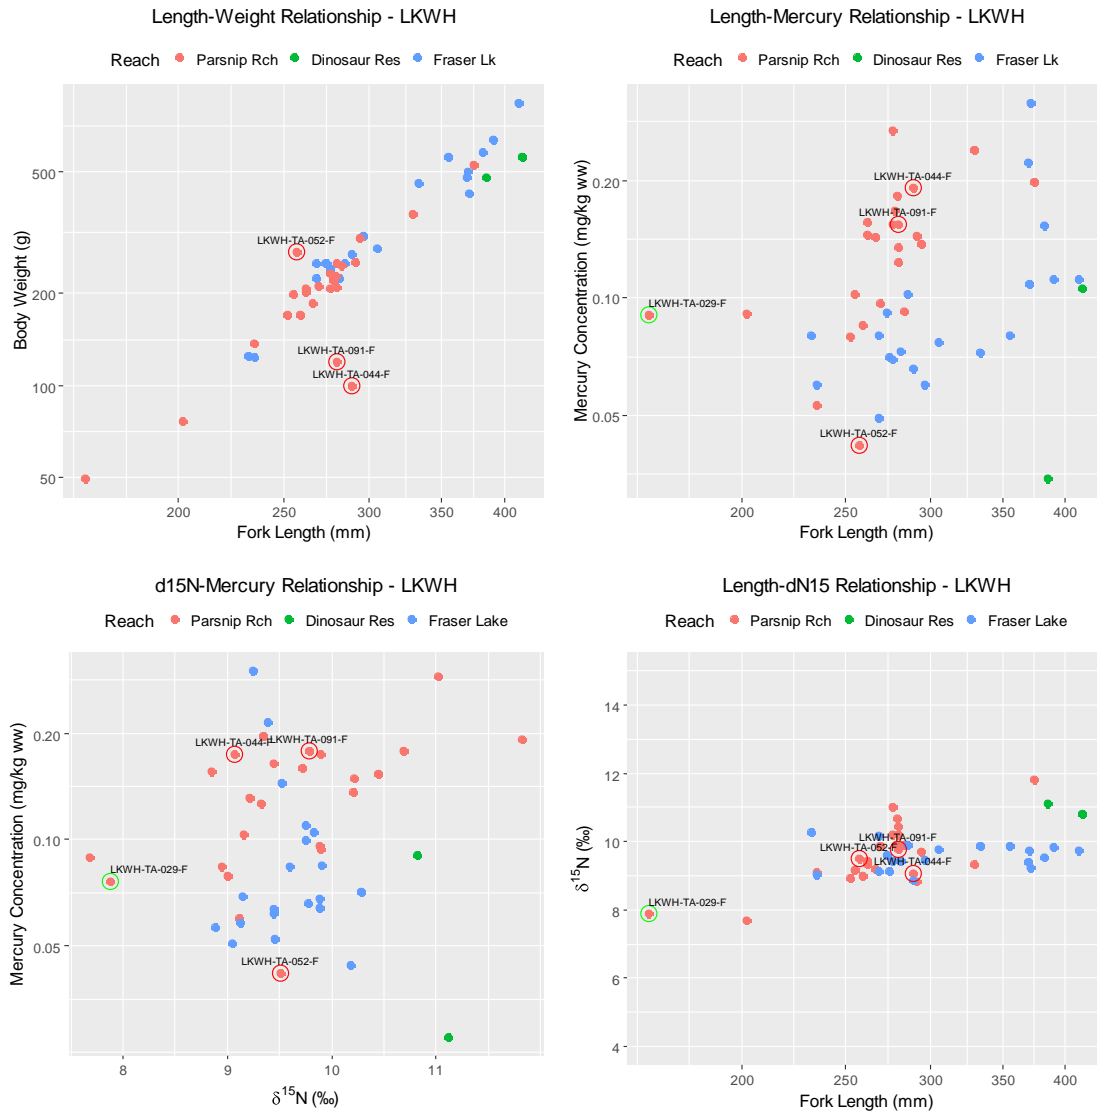 Length-Weight Relationship - LKWH
Reach Parsnip Rch Dinosaur Res Fraser Lk
Body Weight (g)
500
200
100
50
LKWH-TA-052-F
LKWH-TA-091-F
LKWH-TA-044-F
200 250 300 350 400
Fork Length (mm)
Length-Mercury Relationship - LKWH
Reach Parsnip Rch Dinosaur Res Fraser Lk
Mercury Concentration (mg/kg ww)
0.20
0.10
0.05
LKWH-TA-044-F
LKWH-TA-091-F
LKWH-TA-029-F
LKWH-TA-052-F
200 250 300 350 400
Fork Length (mm)
d15N-Mercury Relationship - LKWH
Reach Parsnip Rch Dinosaur Res Fraser Lake
Mercury Concentration (mg/kg ww)
0.20
0.10
0.05
LKWH-TA-044-F
LKWH-TA-091-F
LKWH-TA-029-F
LKWH-TA-052-F
8 9 10 11
δ¹⁵N (‰)
Length-dN15 Relationship - LKWH
Reach Parsnip Rch Dinosaur Res Fraser Lake
δ¹⁵N (‰)
14
12
10
8
6
4
LKWH-TA-091-F
LKWH-TA-052-F
LKWH-TA-044-F
LKWH-TA-029-F
200 250 300 350 400
Fork Length (mm)